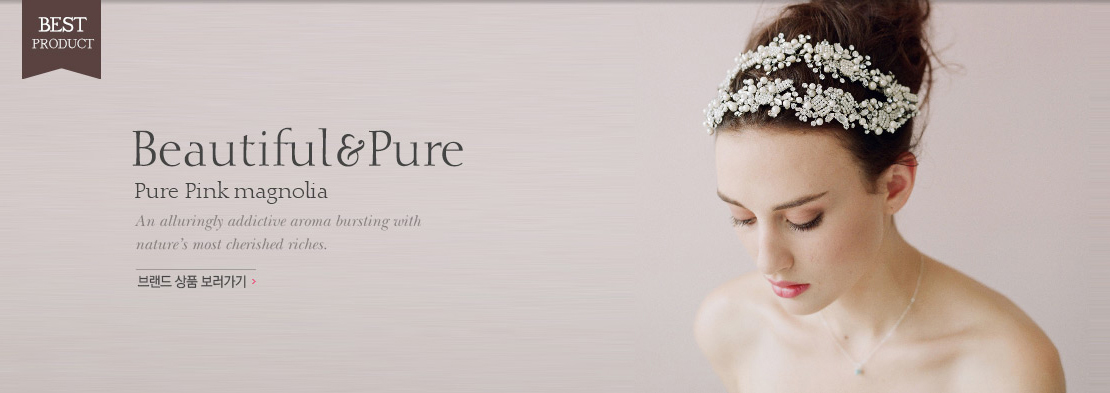 BEST
PRODUCT
Beautiful&Pure
Pure Pink magnolia
An alluringly addictive aroma bursting with
nature's most cherished riches.
브랜드 상품 보러가기 >